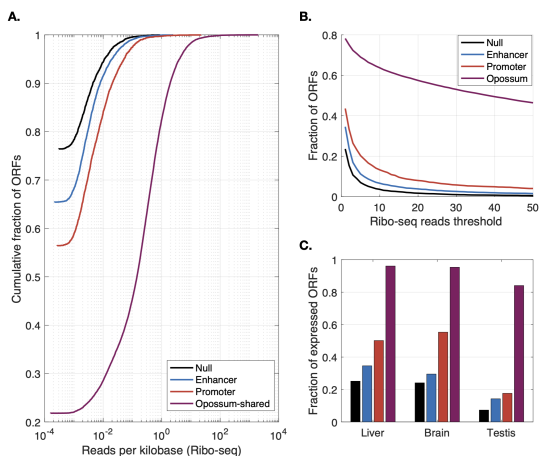 A.
Cumulative fraction of ORFs
1
0.9
0.8
0.7
0.6
0.5
0.4
0.3
0.2
Null
Enhancer
Promoter
Opossum-shared
10^-4 10^-2 10^0 10^2 10^4
Reads per kilobase (Ribo-seq)
B.
Fraction of ORFs
0.8
0.6
0.4
0.2
0
Null
Enhancer
Promoter
Opossum
0 10 20 30 40 50
Ribo-seq reads threshold
C.
Fraction of expressed ORFs
1
0.8
0.6
0.4
0.2
0
Liver Brain Testis